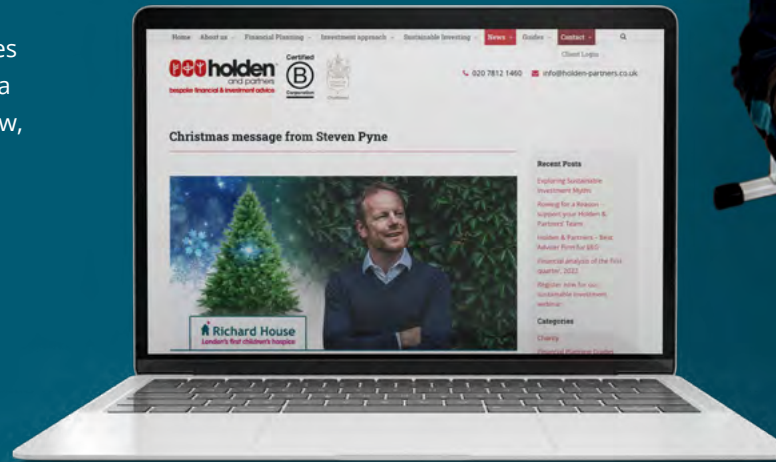 es
a
w,
Home About us Financial Planning Investment approach Sustainable Investing News Guides Contact
Client Login
holden
and partners
bespoke financial & investment advice
Certified
B
Corporation
020 7812 1460 info@holden-partners.co.uk
Christmas message from Steven Pyne
Recent Posts
Exploring Sustainable
Investment Myths
Rowing for a Reason –
support your Holden &
Partners' Team
Holden & Partners – Best
Adviser Firm for ESG
Financial analysis of the first
quarter, 2022
Register now for our
sustainable investment
webinar
Categories
Charity
Financial Planning Guides
Richard House
London's first children's hospice